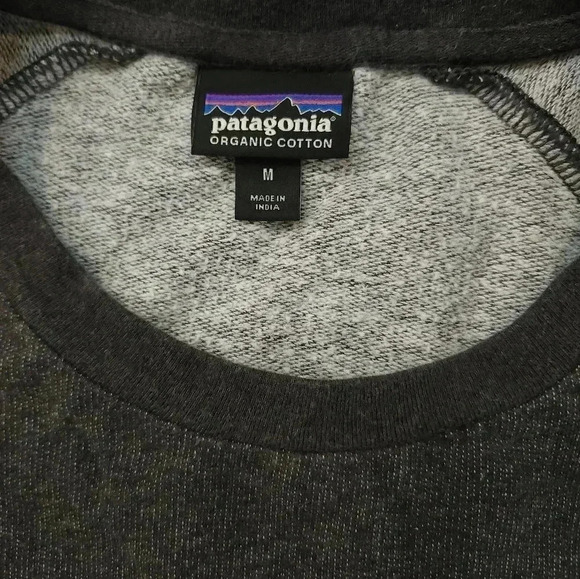 patagonia®
ORGANIC COTTON
M
MADE IN
INDIA